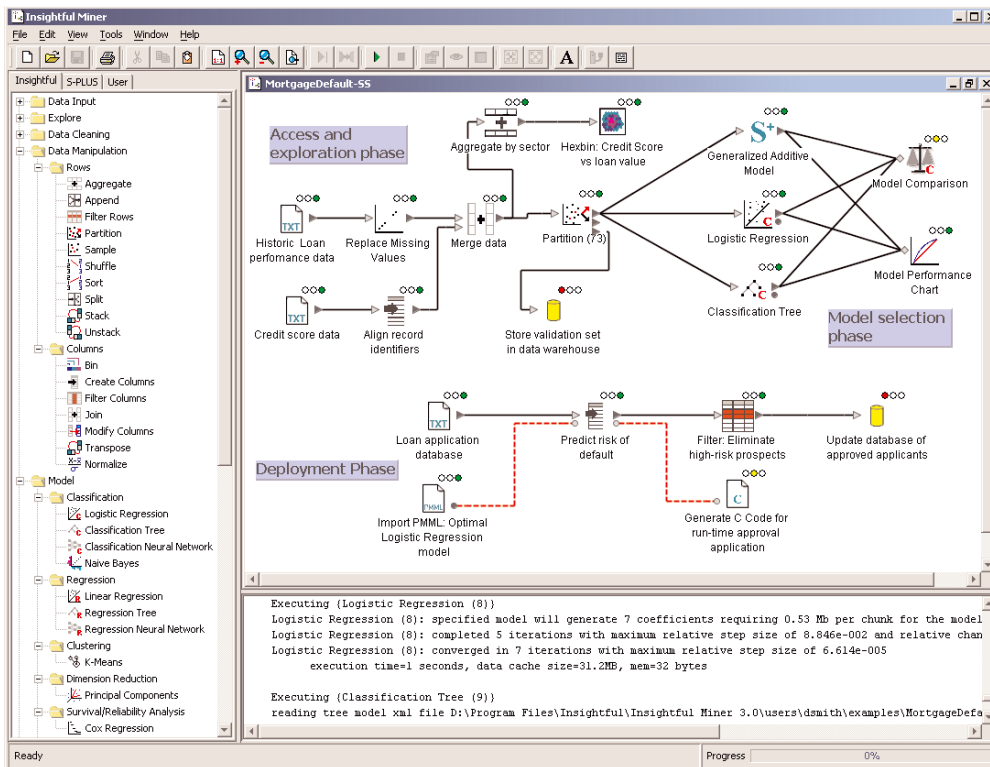 Insightful Miner
File Edit View Tools Window Help
Insightful S-PLUS User
Data Input
Explore
Data Cleaning
Data Manipulation
Rows
Aggregate
Append
Filter Rows
Partition
Sample
Shuffle
Sort
Split
Stack
Unstack
Columns
Bin
Create Columns
Filter Columns
Join
Modify Columns
Transpose
Normalize
Model
Classification
Logistic Regression
Classification Tree
Classification Neural Network
Naive Bayes
Regression
Linear Regression
Regression Tree
Regression Neural Network
Clustering
K-Means
Dimension Reduction
Principal Components
Survival/Reliability Analysis
Cox Regression
MortgageDefault-SS
Access and
exploration phase
Aggregate by sector
Hexbin: Credit Score
vs loan value
S+
Generalized Additive
Model
Model Comparison
TXT
Historic Loan
perfomance data
Replace Missing
Values
Merge data
Partition (73)
Logistic Regression
Model Performance
Chart
TXT
Credit score data
Align record
identifiers
Store validation set
in data warehouse
Classification Tree
Model selection
phase
TXT
Loan application
database
Predict risk of
default
Filter: Eliminate
high-risk prospects
Update database of
approved applicants
Deployment Phase
PMML
Import PMML: Optimal
Logistic Regression
model
C
Generate C Code for
run-time approval
application
Executing {Logistic Regression (8)}
Logistic Regression (8): specified model will generate 7 coefficients requiring 0.53 Mb per chunk for the model
Logistic Regression (8): completed 5 iterations with maximum relative step size of 8.846e-002 and relative chan
Logistic Regression (8): converged in 7 iterations with maximum relative step size of 6.614e-005
execution time=1 seconds, data cache size=31.2MB, mem=32 bytes
Executing {Classification Tree (9)}
reading tree model xml file D:\Program Files\Insightful\Insightful Miner 3.0\users\dsmith\examples\MortgageDefa
Ready
Progress 0%